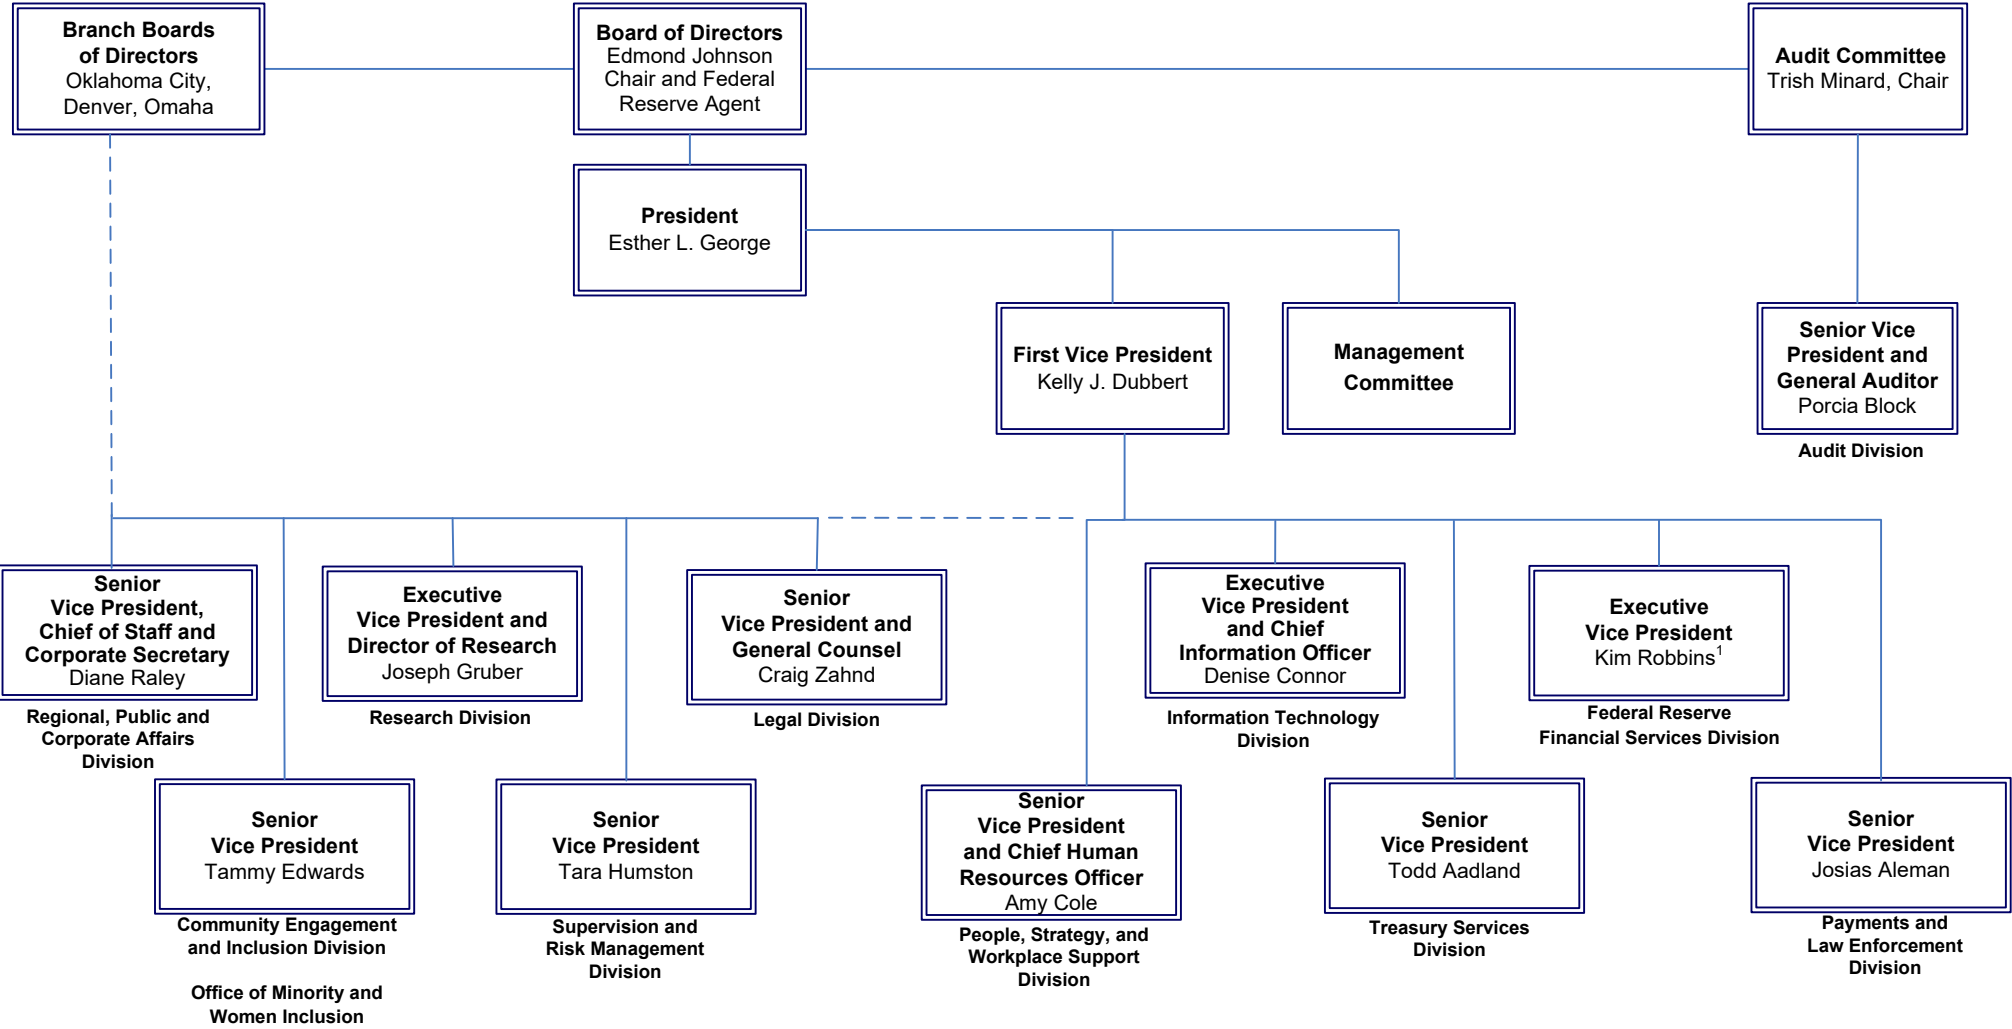 Branch Boards
of Directors
Oklahoma City,
Denver, Omaha
Board of Directors
Edmond Johnson
Chair and Federal
Reserve Agent
Audit Committee
Trish Minard, Chair
President
Esther L. George
First Vice President
Kelly J. Dubbert
Management
Committee
Senior Vice
President and
General Auditor
Porcia Block
Audit Division
Senior
Vice President,
Chief of Staff and
Corporate Secretary
Diane Raley
Regional, Public and
Corporate Affairs
Division
Executive
Vice President and
Director of Research
Joseph Gruber
Research Division
Senior
Vice President and
General Counsel
Craig Zahnd
Legal Division
Executive
Vice President
and Chief
Information Officer
Denise Connor
Information Technology
Division
Executive
Vice President
Kim Robbins¹
Federal Reserve
Financial Services Division
Senior
Vice President
Tammy Edwards
Community Engagement
and Inclusion Division
Office of Minority and
Women Inclusion
Senior
Vice President
Tara Humston
Supervision and
Risk Management
Division
Senior
Vice President
and Chief Human
Resources Officer
Amy Cole
People, Strategy, and
Workplace Support
Division
Senior
Vice President
Todd Aadland
Treasury Services
Division
Senior
Vice President
Josias Aleman
Payments and
Law Enforcement
Division